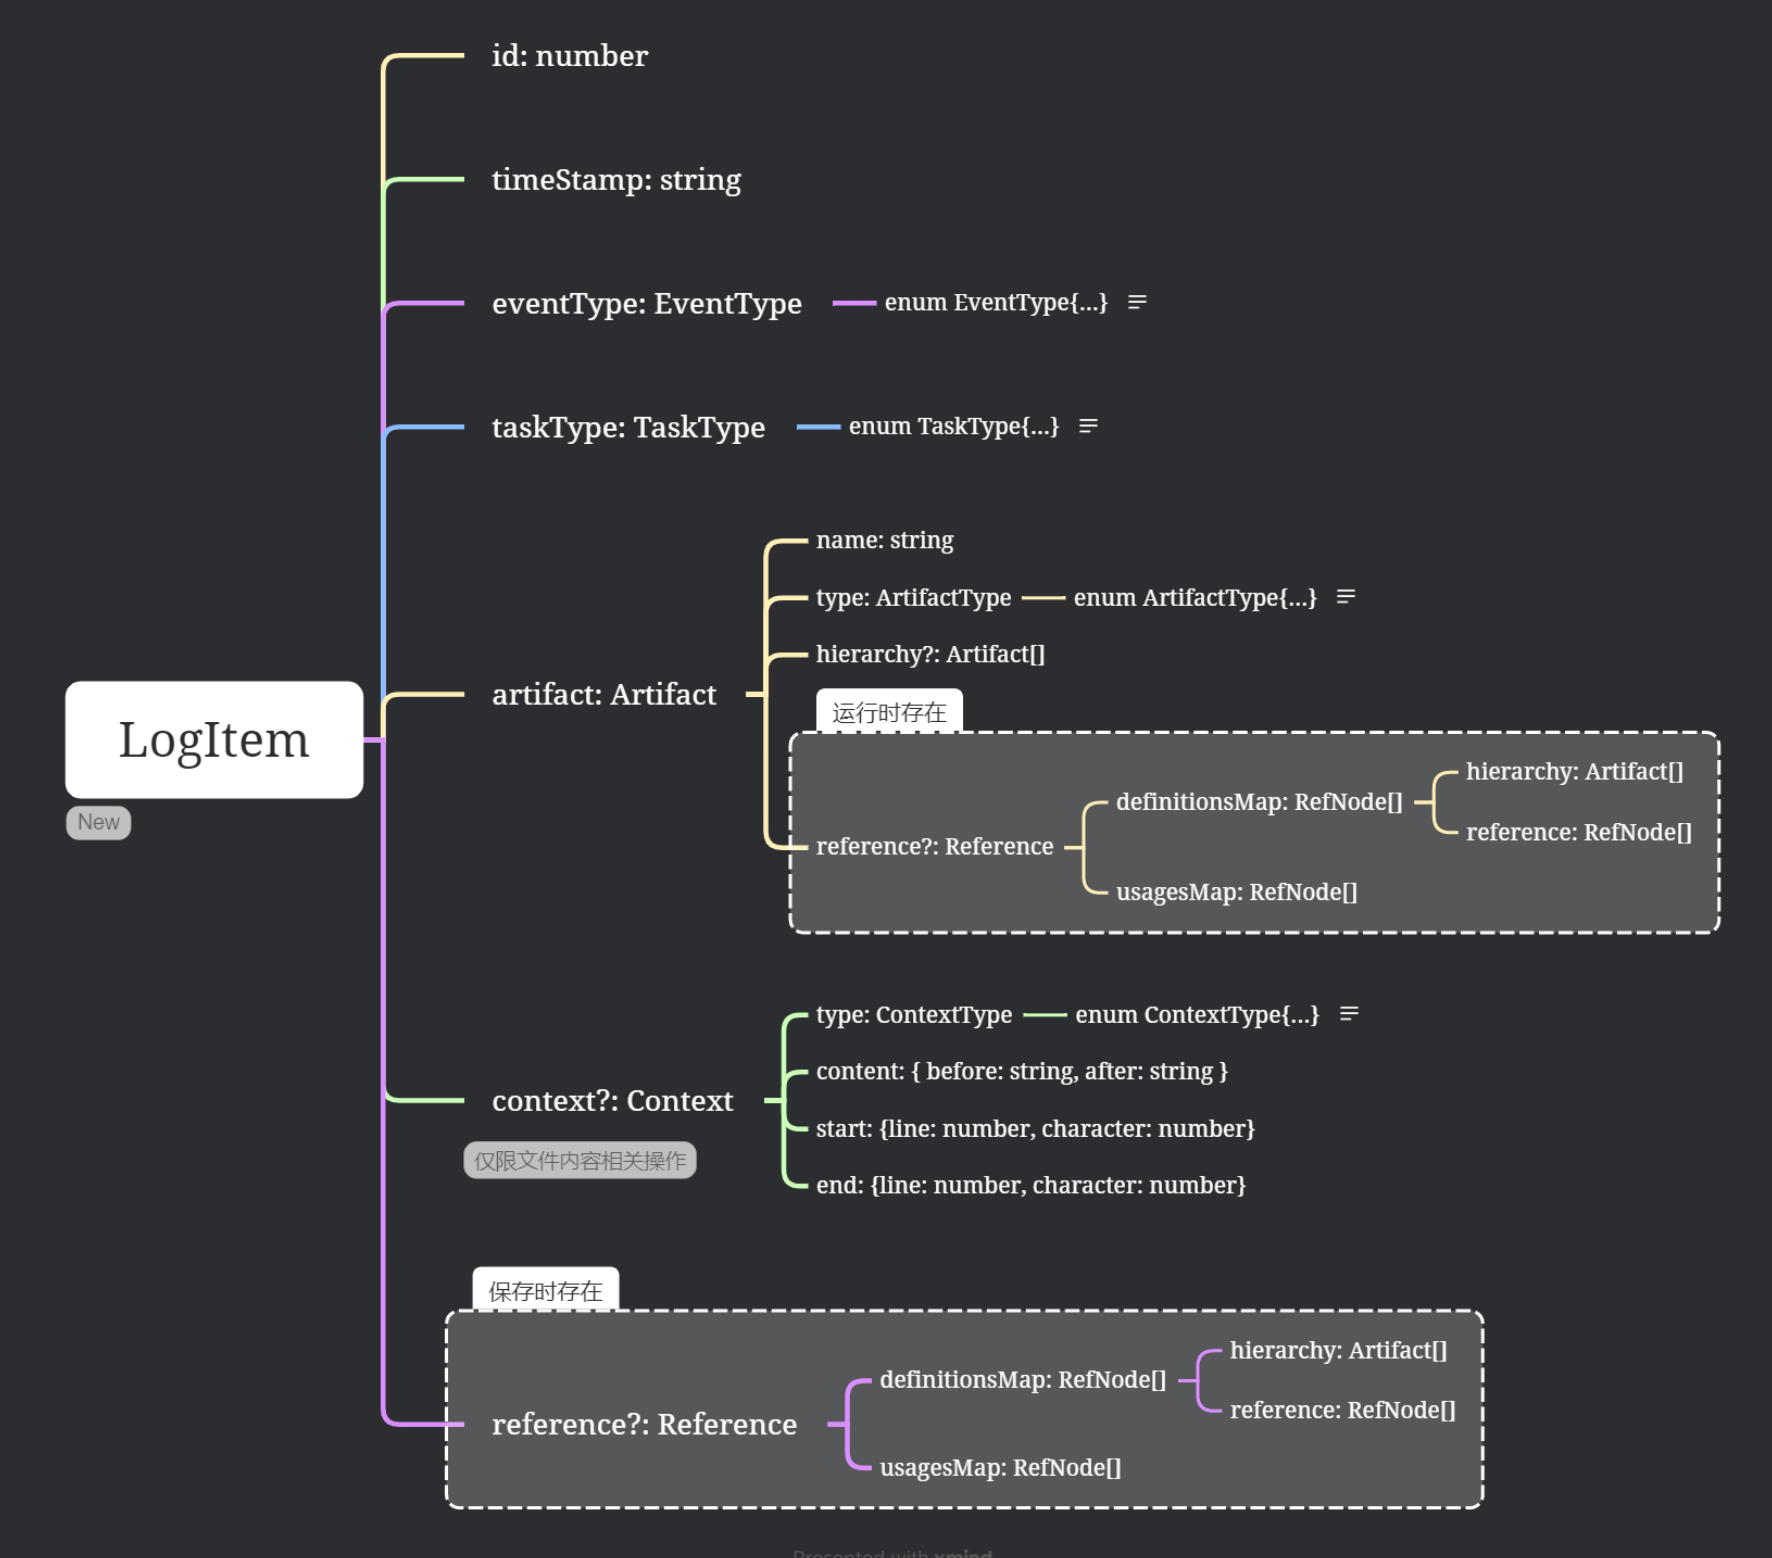 id: number
timeStamp: string
eventType: EventType
enum EventType{...}
taskType: TaskType
enum TaskType{...}
name: string
type: ArtifactType
enum ArtifactType{...}
hierarchy?: Artifact[]
artifact: Artifact
运行时存在
LogItem
New
hierarchy: Artifact[]
definitionsMap: RefNode[]
reference: RefNode[]
reference?: Reference
usagesMap: RefNode[]
type: ContextType
enum ContextType{...}
content: { before: string, after: string }
context?: Context
仅限文件内容相关操作
start: {line: number, character: number}
end: {line: number, character: number}
保存时存在
hierarchy: Artifact[]
definitionsMap: RefNode[]
reference: RefNode[]
reference?: Reference
usagesMap: RefNode[]
Presented with xmind